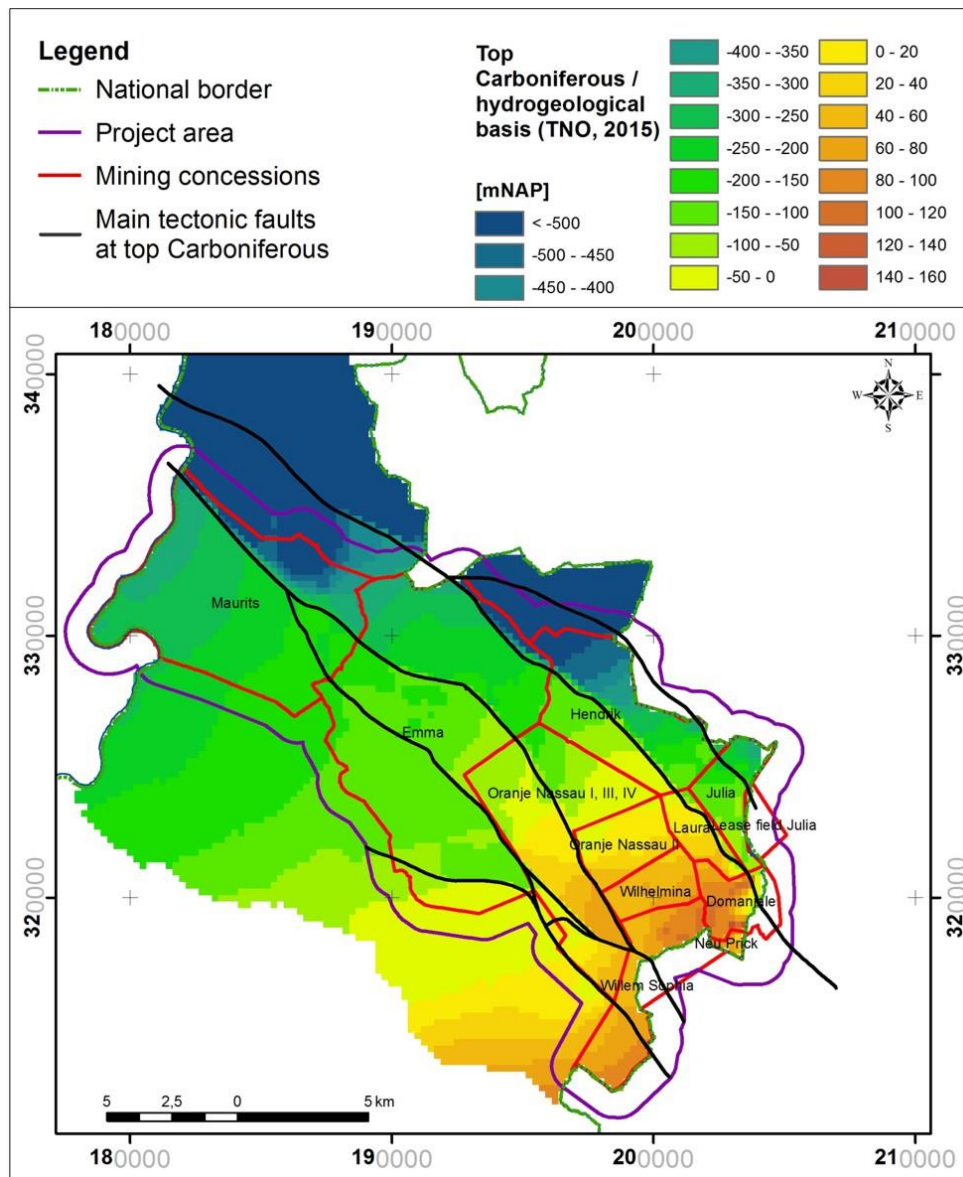 Legend
National border
Project area
Mining concessions
Main tectonic faults
at top Carboniferous
Top
Carboniferous /
hydrogeological
basis (TNO, 2015)
[mNAP]
< -500
-500 - -450
-450 - -400
-400 - -350
-350 - -300
-300 - -250
-250 - -200
-200 - -150
-150 - -100
-100 - -50
-50 - 0
0 - 20
20 - 40
40 - 60
60 - 80
80 - 100
100 - 120
120 - 140
140 - 160
180000 190000 200000 210000
340000
340000
N
W E
S
330000
330000
Maurits
Hendrik
Emma
Oranje Nassau I, III, IV
Julia
Laura
Lease field Julia
Oranje Nassau II
Wilhelmina
Domaniele
320000
320000
Neu Prick
Willem Sophia
5 2,5 0 5 km
180000 190000 200000 210000